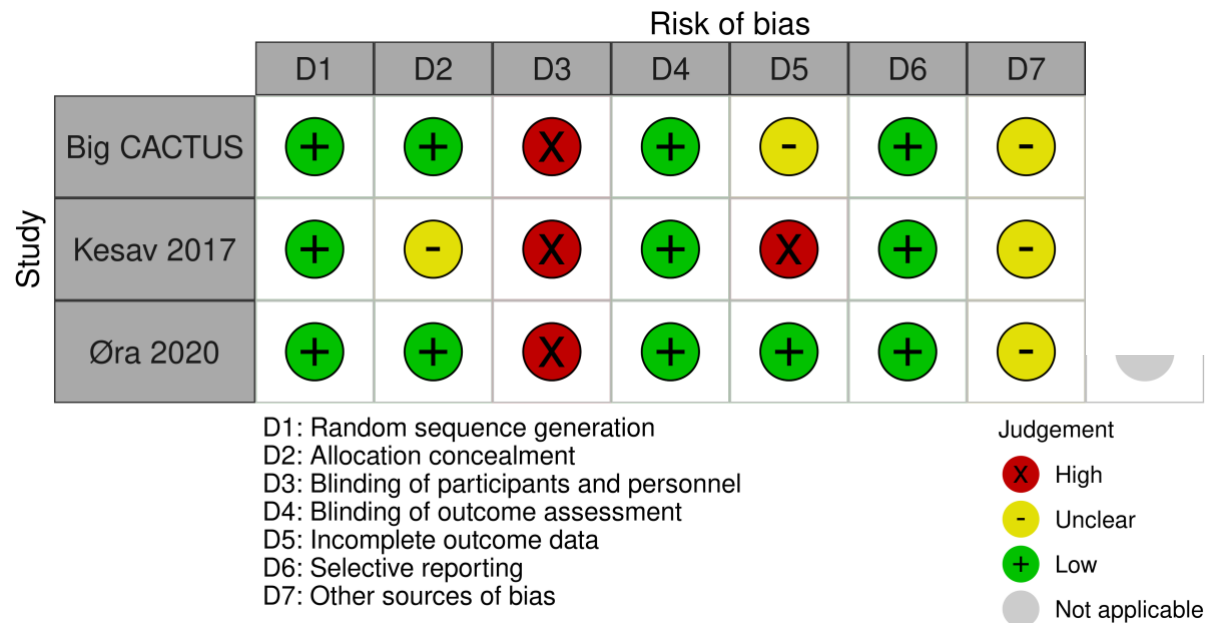 Risk of bias
D1 D2 D3 D4 D5 D6 D7
Study
Big CACTUS + + X + - + -
Kesav 2017 + - X + X + -
Øra 2020 + + X + + + -
D1: Random sequence generation
D2: Allocation concealment
D3: Blinding of participants and personnel
D4: Blinding of outcome assessment
D5: Incomplete outcome data
D6: Selective reporting
D7: Other sources of bias
Judgement
X High
- Unclear
+ Low
Not applicable